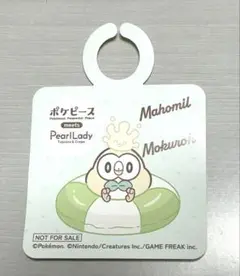 ポケピース
Pokémon Peaceful Place
meets
PearlLady
Tapioca & Crepe
Mahomil
Mokuroh
NOT FOR SALE
©Pokémon. ©Nintendo/Creatures Inc./GAME FREAK inc.